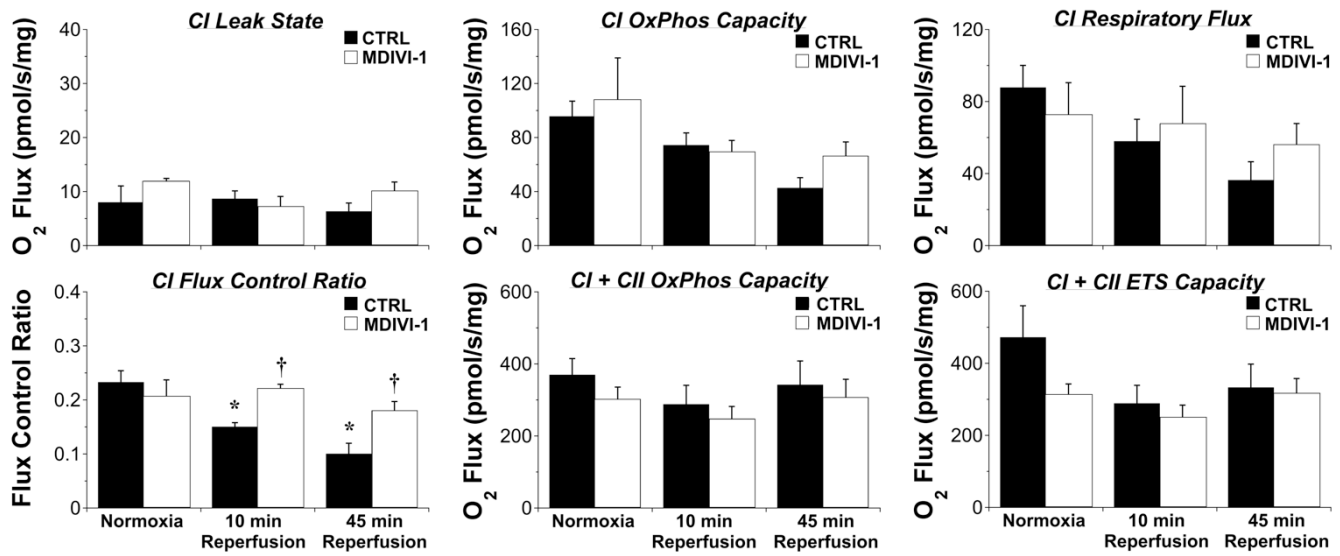 CI Leak State
O2 Flux (pmol/s/mg)
40
30
20
10
0
CTRL
MDIVI-1
CI OxPhos Capacity
O2 Flux (pmol/s/mg)
160
120
80
40
0
CTRL
MDIVI-1
CI Respiratory Flux
O2 Flux (pmol/s/mg)
120
80
40
0
CTRL
MDIVI-1
CI Flux Control Ratio
Flux Control Ratio
0.4
0.3
0.2
0.1
0
CTRL
MDIVI-1
*
†
*
†
Normoxia
10 min
Reperfusion
45 min
Reperfusion
CI + CII OxPhos Capacity
O2 Flux (pmol/s/mg)
600
400
200
0
CTRL
MDIVI-1
Normoxia
10 min
Reperfusion
45 min
Reperfusion
CI + CII ETS Capacity
O2 Flux (pmol/s/mg)
600
400
200
0
CTRL
MDIVI-1
Normoxia
10 min
Reperfusion
45 min
Reperfusion